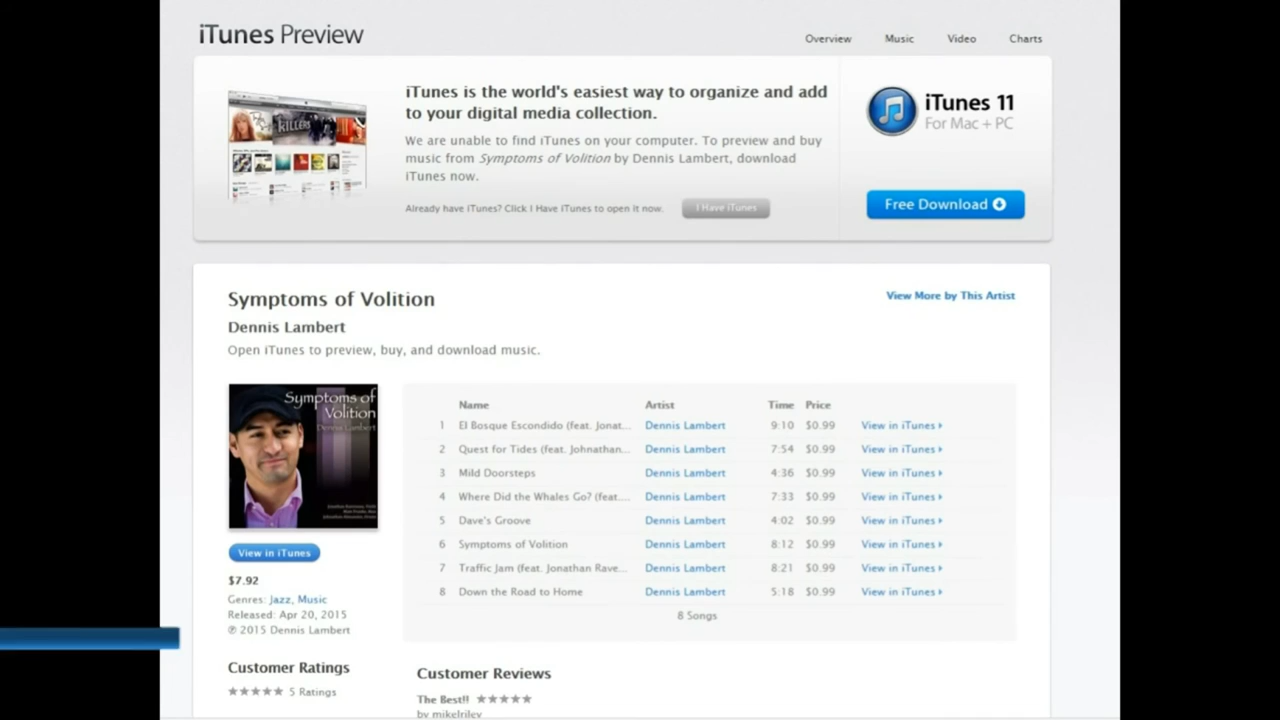 iTunes Preview
Overview Music Video Charts
iTunes is the world's easiest way to organize and add
to your digital media collection.
We are unable to find iTunes on your computer. To preview and buy
music from Symptoms of Volition by Dennis Lambert, download
iTunes now.
Already have iTunes? Click I Have iTunes to open it now. I Have iTunes
iTunes 11
For Mac + PC
Free Download
KILLERS
Symptoms of Volition
View More by This Artist
Dennis Lambert
Open iTunes to preview, buy, and download music.
Symptoms of
Volition
Dennis Lambert
View in iTunes
$7.92
Genres: Jazz, Music
Released: Apr 20, 2015
℗ 2015 Dennis Lambert
Name Artist Time Price
1 El Bosque Escondido (feat. Jonat... Dennis Lambert 9:10 $0.99 View in iTunes
2 Quest for Tides (feat. Johnathan... Dennis Lambert 7:54 $0.99 View in iTunes
3 Mild Doorsteps Dennis Lambert 4:36 $0.99 View in iTunes
4 Where Did the Whales Go? (feat.... Dennis Lambert 7:33 $0.99 View in iTunes
5 Dave's Groove Dennis Lambert 4:02 $0.99 View in iTunes
6 Symptoms of Volition Dennis Lambert 8:12 $0.99 View in iTunes
7 Traffic Jam (feat. Jonathan Rave... Dennis Lambert 8:21 $0.99 View in iTunes
8 Down the Road to Home Dennis Lambert 5:18 $0.99 View in iTunes
8 Songs
Customer Ratings
★★★★★ 5 Ratings
Customer Reviews
The Best!! ★★★★★
by mikelriley